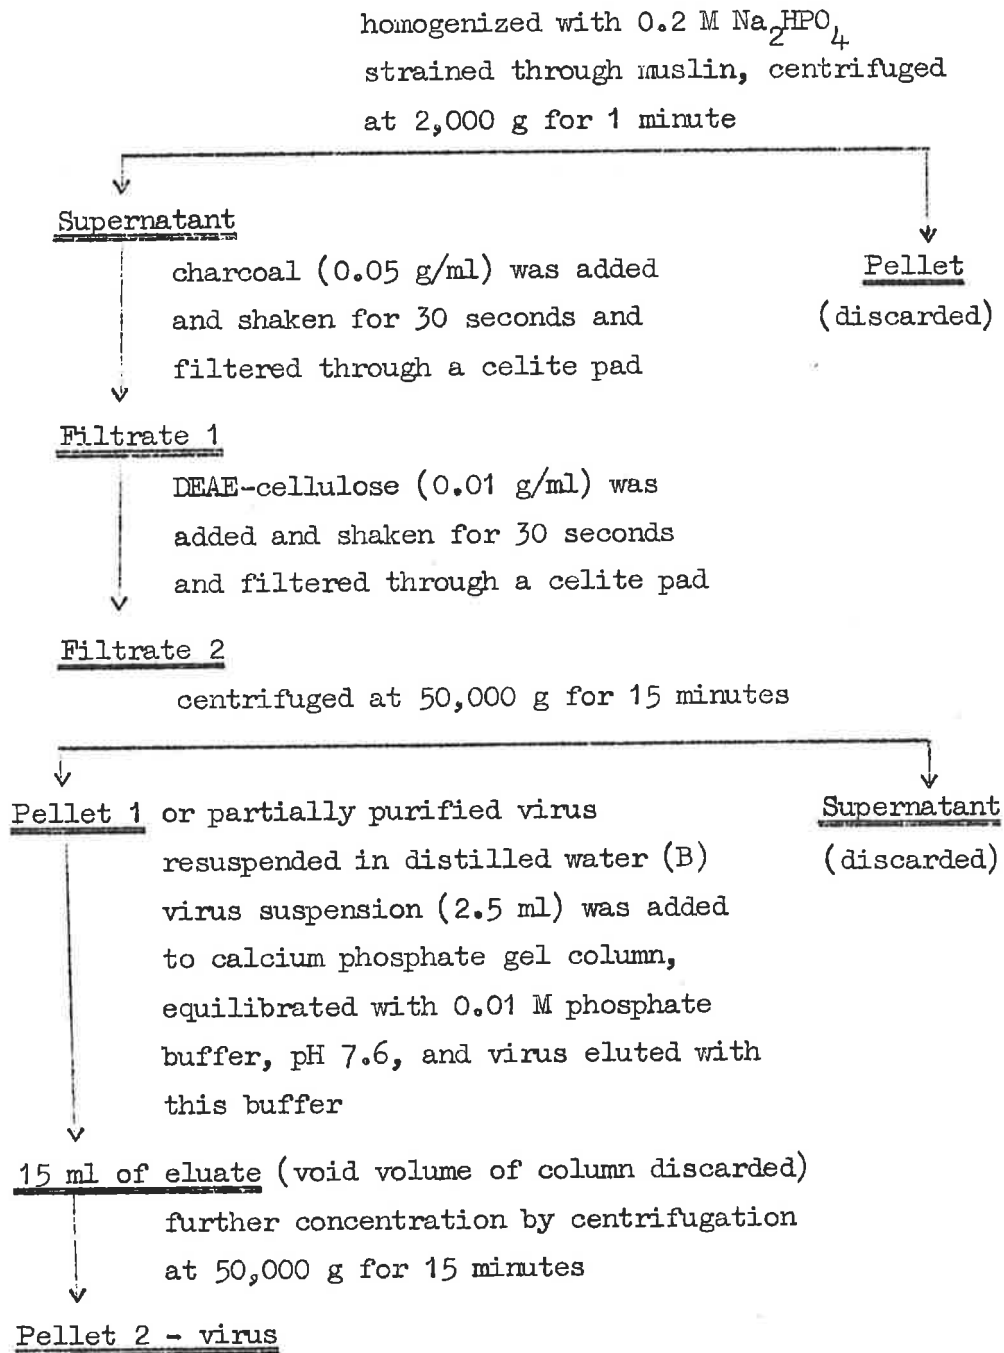 homogenized with 0.2 M Na2HPO4
strained through muslin, centrifuged
at 2,000 g for 1 minute
Supernatant
charcoal (0.05 g/ml) was added
and shaken for 30 seconds and
filtered through a celite pad
Pellet
(discarded)
Filtrate 1
DEAE-cellulose (0.01 g/ml) was
added and shaken for 30 seconds
and filtered through a celite pad
Filtrate 2
centrifuged at 50,000 g for 15 minutes
Pellet 1 or partially purified virus
resuspended in distilled water (B)
virus suspension (2.5 ml) was added
to calcium phosphate gel column,
equilibrated with 0.01 M phosphate
buffer, pH 7.6, and virus eluted with
this buffer
Supernatant
(discarded)
15 ml of eluate (void volume of column discarded)
further concentration by centrifugation
at 50,000 g for 15 minutes
Pellet 2 - virus